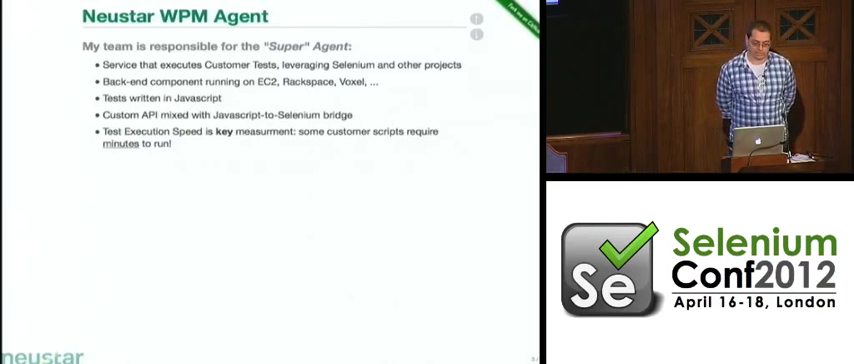 Neustar WPM Agent
My team is responsible for the "Super" Agent:
• Service that executes Customer Tests, leveraging Selenium and other projects
• Back-end component running on EC2, Rackspace, Voxel, ...
• Tests written in Javascript
• Custom API mixed with Javascript-to-Selenium bridge
• Test Execution Speed is key measurment: some customer scripts require
minutes to run!
neustar
Se
Selenium
Conf2012
April 16-18, London